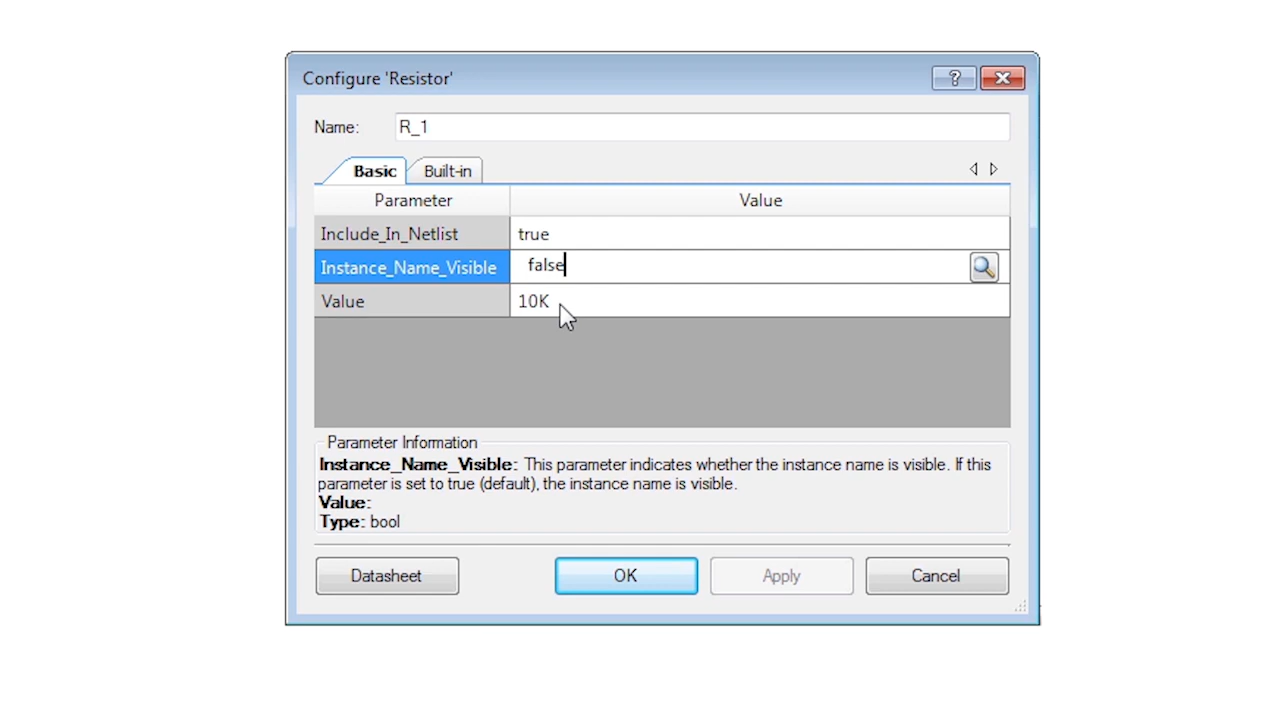 Configure 'Resistor'
?
Name: R_1
Basic Built-in
Parameter Value
Include_In_Netlist true
Instance_Name_Visible false
Value 10K
Parameter Information
Instance_Name_Visible: This parameter indicates whether the instance name is visible. If this
parameter is set to true (default), the instance name is visible.
Value:
Type: bool
Datasheet OK Apply Cancel